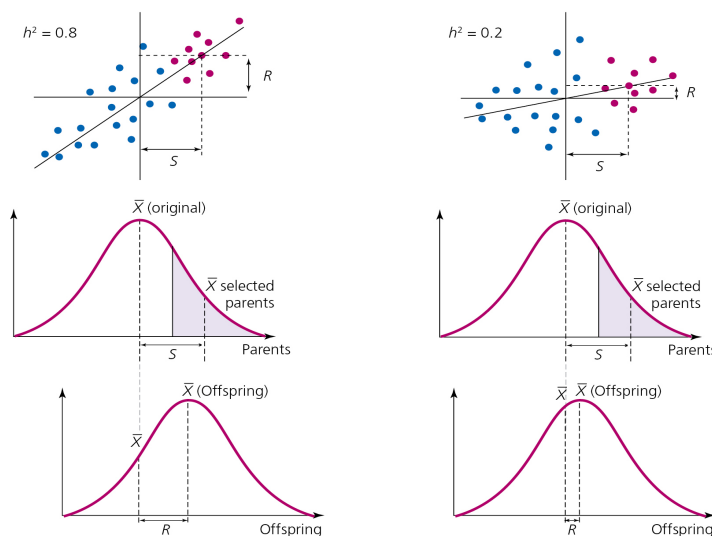 h² = 0.8
R
S
X̅ (original)
X̅ selected
parents
S
Parents
X̅ (Offspring)
X̅
R
Offspring
h² = 0.2
R
S
X̅ (original)
X̅ selected
parents
S
Parents
X̅ X̅ (Offspring)
R
Offspring